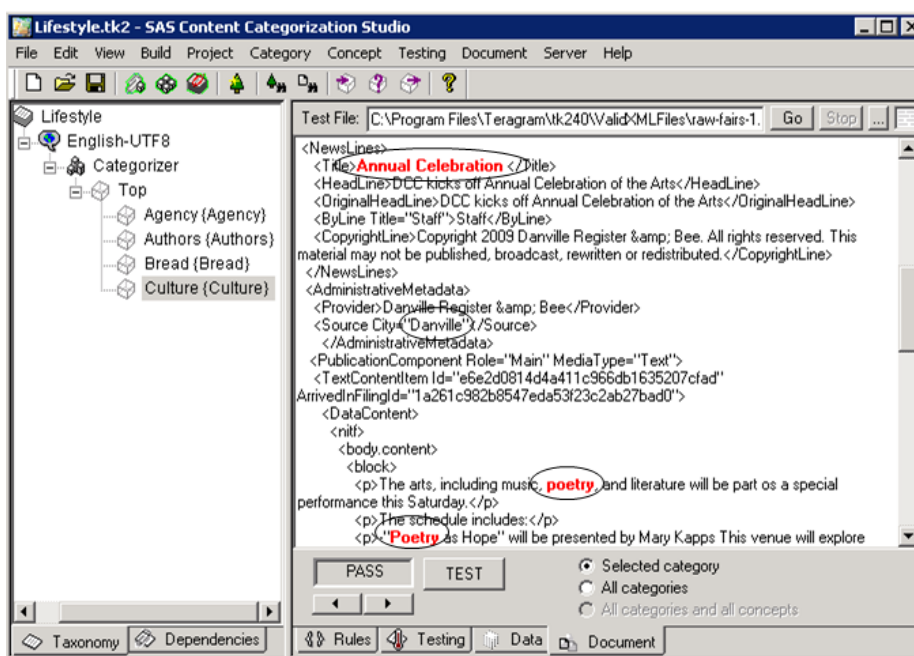 Lifestyle.tk2 - SAS Content Categorization Studio
File Edit View Build Project Category Concept Testing Document Server Help
Lifestyle
English-UTF8
Categorizer
Top
Agency {Agency}
Authors {Authors}
Bread {Bread}
Culture {Culture}
Taxonomy Dependencies
Test File: C:\Program Files\Teragram\tk240\ValidXMLFiles\raw-fairs-1. Go Stop ...
<NewsLines>
<Title>Annual Celebration </Title>
<HeadLine>DCC kicks off Annual Celebration of the Arts</HeadLine>
<OriginalHeadLine>DCC kicks off Annual Celebration of the Arts</OriginalHeadLine>
<ByLine Title="Staff">Staff</ByLine>
<CopyrightLine>Copyright 2009 Danville Register &amp; Bee. All rights reserved. This
material may not be published, broadcast, rewritten or redistributed.</CopyrightLine>
</NewsLines>
<AdministrativeMetadata>
<Provider>Danville Register &amp; Bee</Provider>
<Source City="Danville"</Source>
</AdministrativeMetadata>
<PublicationComponent Role="Main" MediaType="Text">
<TextContentItem Id="e6e2d0814d4a411c966db1635207cfad"
ArrivedInFilingId="1a261c982b8547eda53f23c2ab27bad0">
<DataContent>
<nitf>
<body.content>
<block>
<p>The arts, including music, poetry, and literature will be part os a special
performance this Saturday.</p>
<p>The schedule includes:</p>
<p>-"Poetry as Hope" will be presented by Mary Kapps This venue will explore
PASS TEST
Selected category
All categories
All categories and all concepts
Rules Testing Data Document